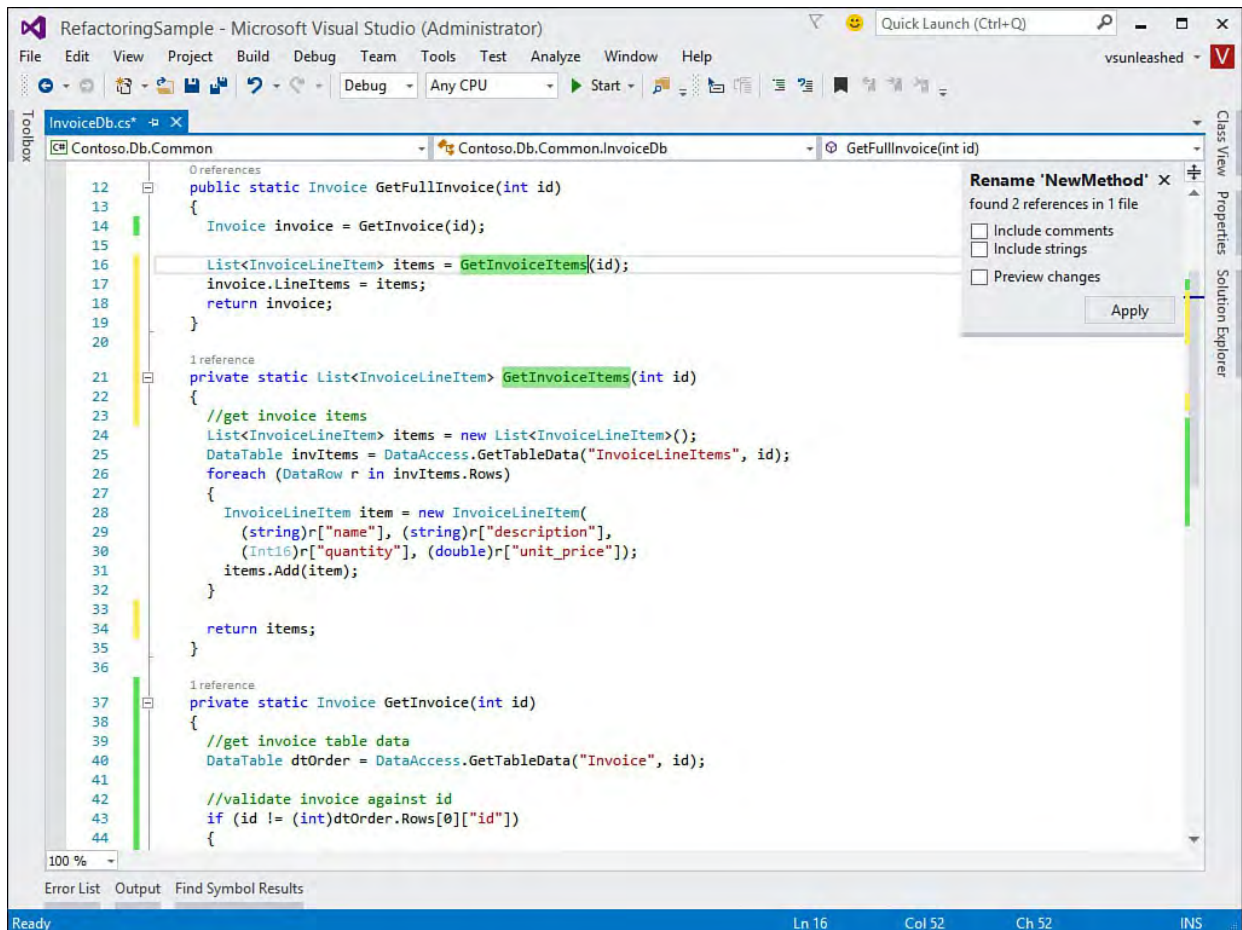 RefactoringSample - Microsoft Visual Studio (Administrator)
Quick Launch (Ctrl+Q)
File Edit View Project Build Debug Team Tools Test Analyze Window Help
vsunleashed V
Debug Any CPU Start
Toolbox
InvoiceDb.cs*
Contoso.Db.Common
Contoso.Db.Common.InvoiceDb
GetFullInvoice(int id)
Class View
Properties
Solution Explorer
Rename 'NewMethod'
found 2 references in 1 file
Include comments
Include strings
Preview changes
Apply
0 references
12 public static Invoice GetFullInvoice(int id)
13 {
14 Invoice invoice = GetInvoice(id);
15
16 List<InvoiceLineItem> items = GetInvoiceItems(id);
17 invoice.LineItems = items;
18 return invoice;
19 }
20
1 reference
21 private static List<InvoiceLineItem> GetInvoiceItems(int id)
22 {
23 //get invoice items
24 List<InvoiceLineItem> items = new List<InvoiceLineItem>();
25 DataTable invItems = DataAccess.GetTableData("InvoiceLineItems", id);
26 foreach (DataRow r in invItems.Rows)
27 {
28 InvoiceLineItem item = new InvoiceLineItem(
29 (string)r["name"], (string)r["description"],
30 (Int16)r["quantity"], (double)r["unit_price"]);
31 items.Add(item);
32 }
33
34 return items;
35 }
36
1 reference
37 private static Invoice GetInvoice(int id)
38 {
39 //get invoice table data
40 DataTable dtOrder = DataAccess.GetTableData("Invoice", id);
41
42 //validate invoice against id
43 if (id != (int)dtOrder.Rows[0]["id"])
44 {
100 %
Error List Output Find Symbol Results
Ready Ln 16 Col 52 Ch 52 INS